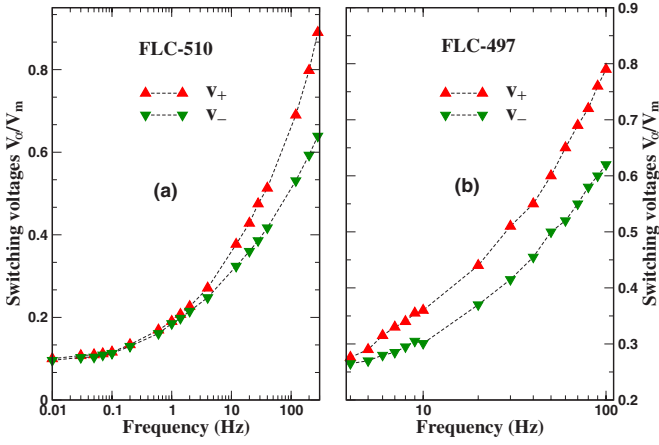 FLC-510
v+
v−
(a)
Switching voltages Vα/Vm
0.8
0.6
0.4
0.2
0
0.01
0.1
1
10
100
Frequency (Hz)
FLC-497
v+
v−
(b)
Switching voltages Vα/Vm
0.9
0.8
0.7
0.6
0.5
0.4
0.3
0.2
10
100
Frequency (Hz)